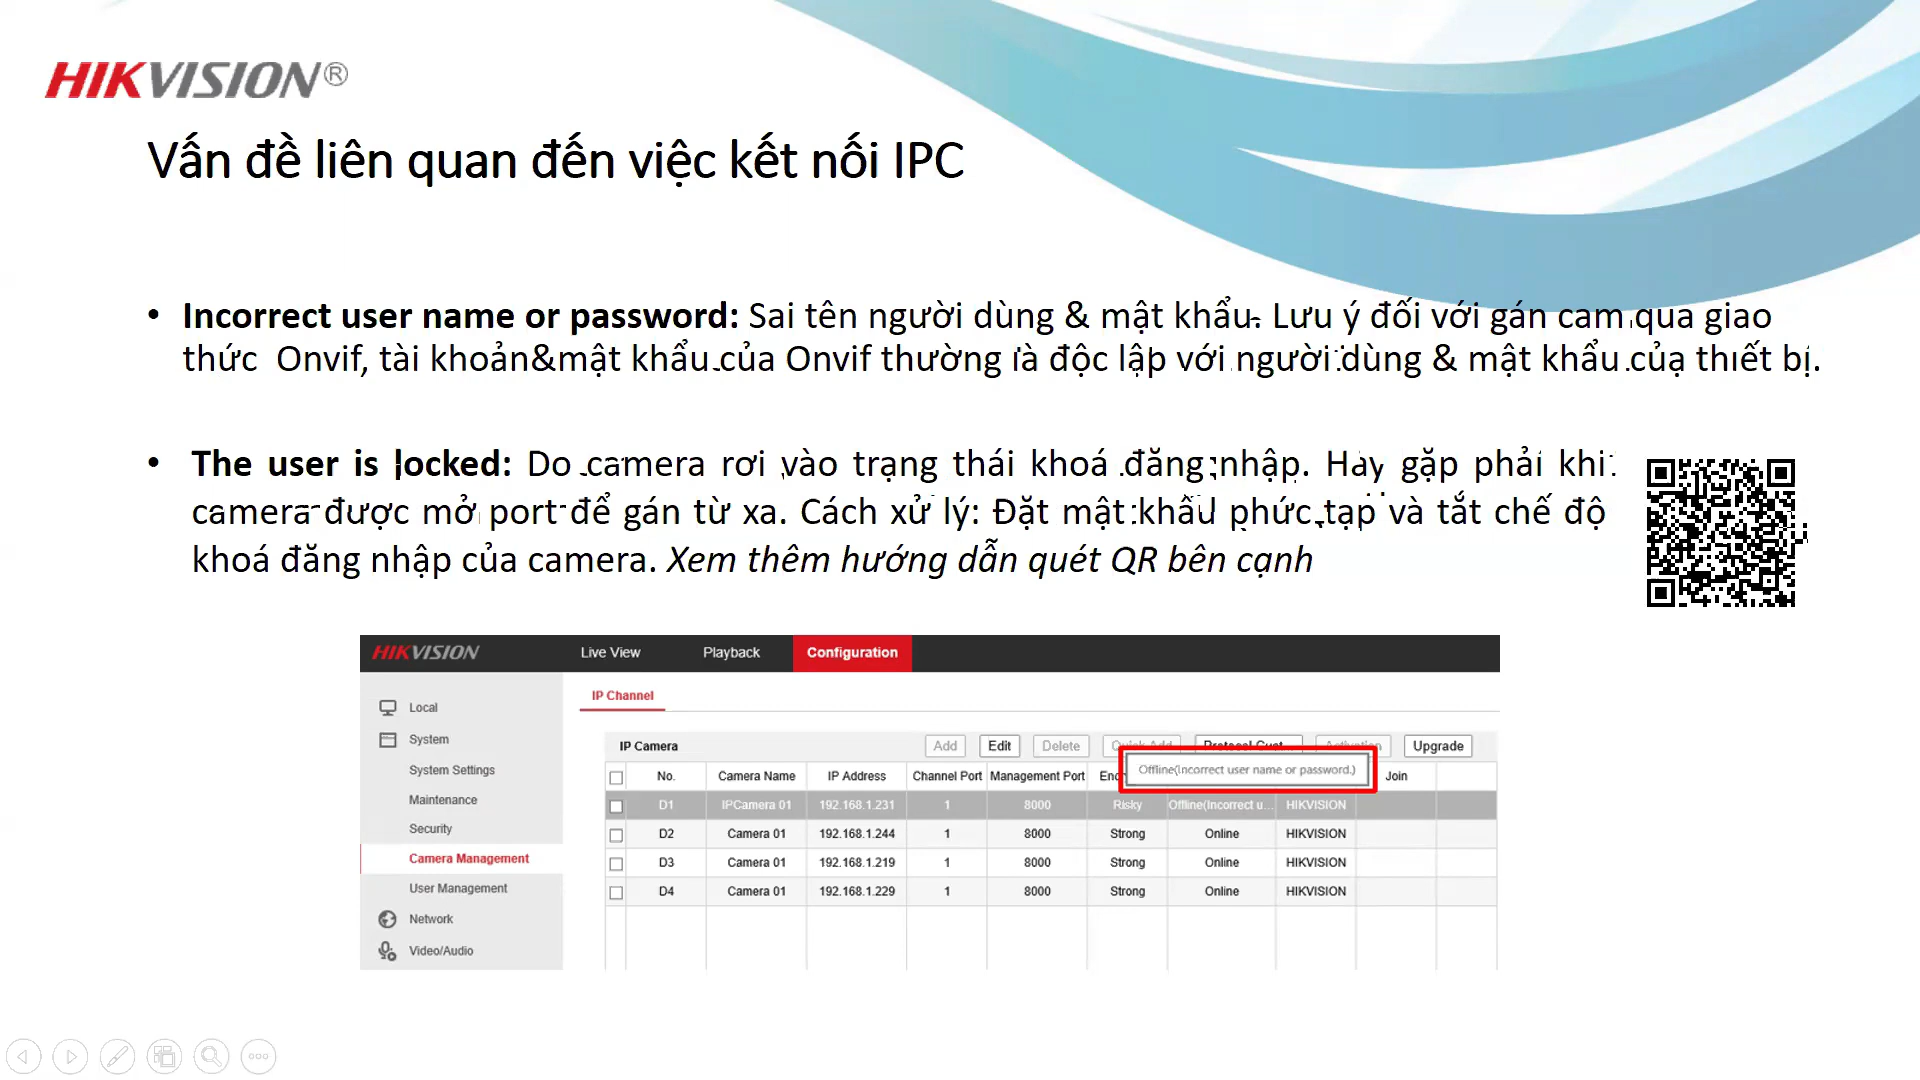 HIKVISION®
Vấn đề liên quan đến việc kết nối IPC
• Incorrect user name or password: Sai tên người dùng & mật khẩu. Lưu ý đối với gán cam qua giao
thức Onvif, tài khoản&mật khẩu của Onvif thường là độc lập với người dùng & mật khẩu của thiết bị.
• The user is locked: Do camera rơi vào trạng thái khoá đăng nhập. Hay gặp phải khi
camera được mở port để gán từ xa. Cách xử lý: Đặt mật khẩu phức tạp và tắt chế độ
khoá đăng nhập của camera. Xem thêm hướng dẫn quét QR bên cạnh
HIKVISION Live View Playback Configuration
IP Channel
Local
System
System Settings
Maintenance
Security
Camera Management
User Management
Network
Video/Audio
IP Camera Add Edit Delete Quick Add Protocol Cust... Activation Upgrade
Offline(Incorrect user name or password.)
No. Camera Name IP Address Channel Port Management Port Join
D1 IPCamera 01 192.168.1.231 1 8000 Risky Offline(Incorrect u... HIKVISION
D2 Camera 01 192.168.1.244 1 8000 Strong Online HIKVISION
D3 Camera 01 192.168.1.219 1 8000 Strong Online HIKVISION
D4 Camera 01 192.168.1.229 1 8000 Strong Online HIKVISION